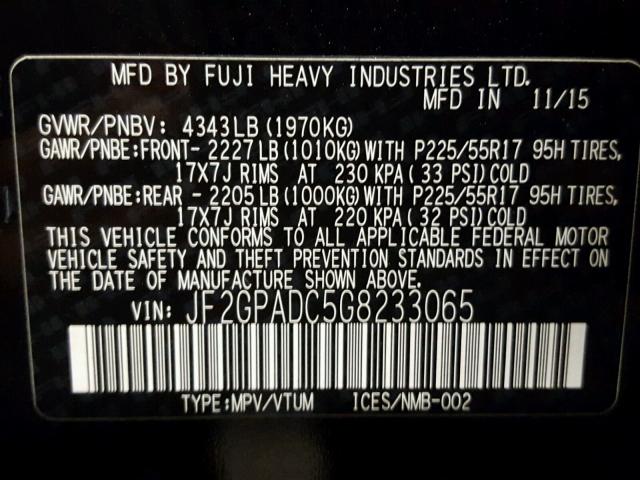 MFD BY FUJI HEAVY INDUSTRIES LTD.
MFD IN 11/15
GVWR/PNBV: 4343LB (1970KG)
GAWR/PNBE:FRONT- 2227LB (1010KG) WITH P225/55R17 95H TIRES,
17X7J RIMS AT 230 KPA ( 33 PSI) COLD
GAWR/PNBE:REAR - 2205LB (1000KG) WITH P225/55R17 95H TIRES,
17X7J RIMS AT 220 KPA ( 32 PSI) COLD
THIS VEHICLE CONFORMS TO ALL APPLICABLE FEDERAL MOTOR
VEHICLE SAFETY AND THEFT PREVENTION STANDARDS IN EFFECT ON
THE DATE OF MANUFACTURE SHOWN ABOVE.
VIN: JF2GPADC5G8233065
TYPE:MPV/VTUM ICES/NMB-002